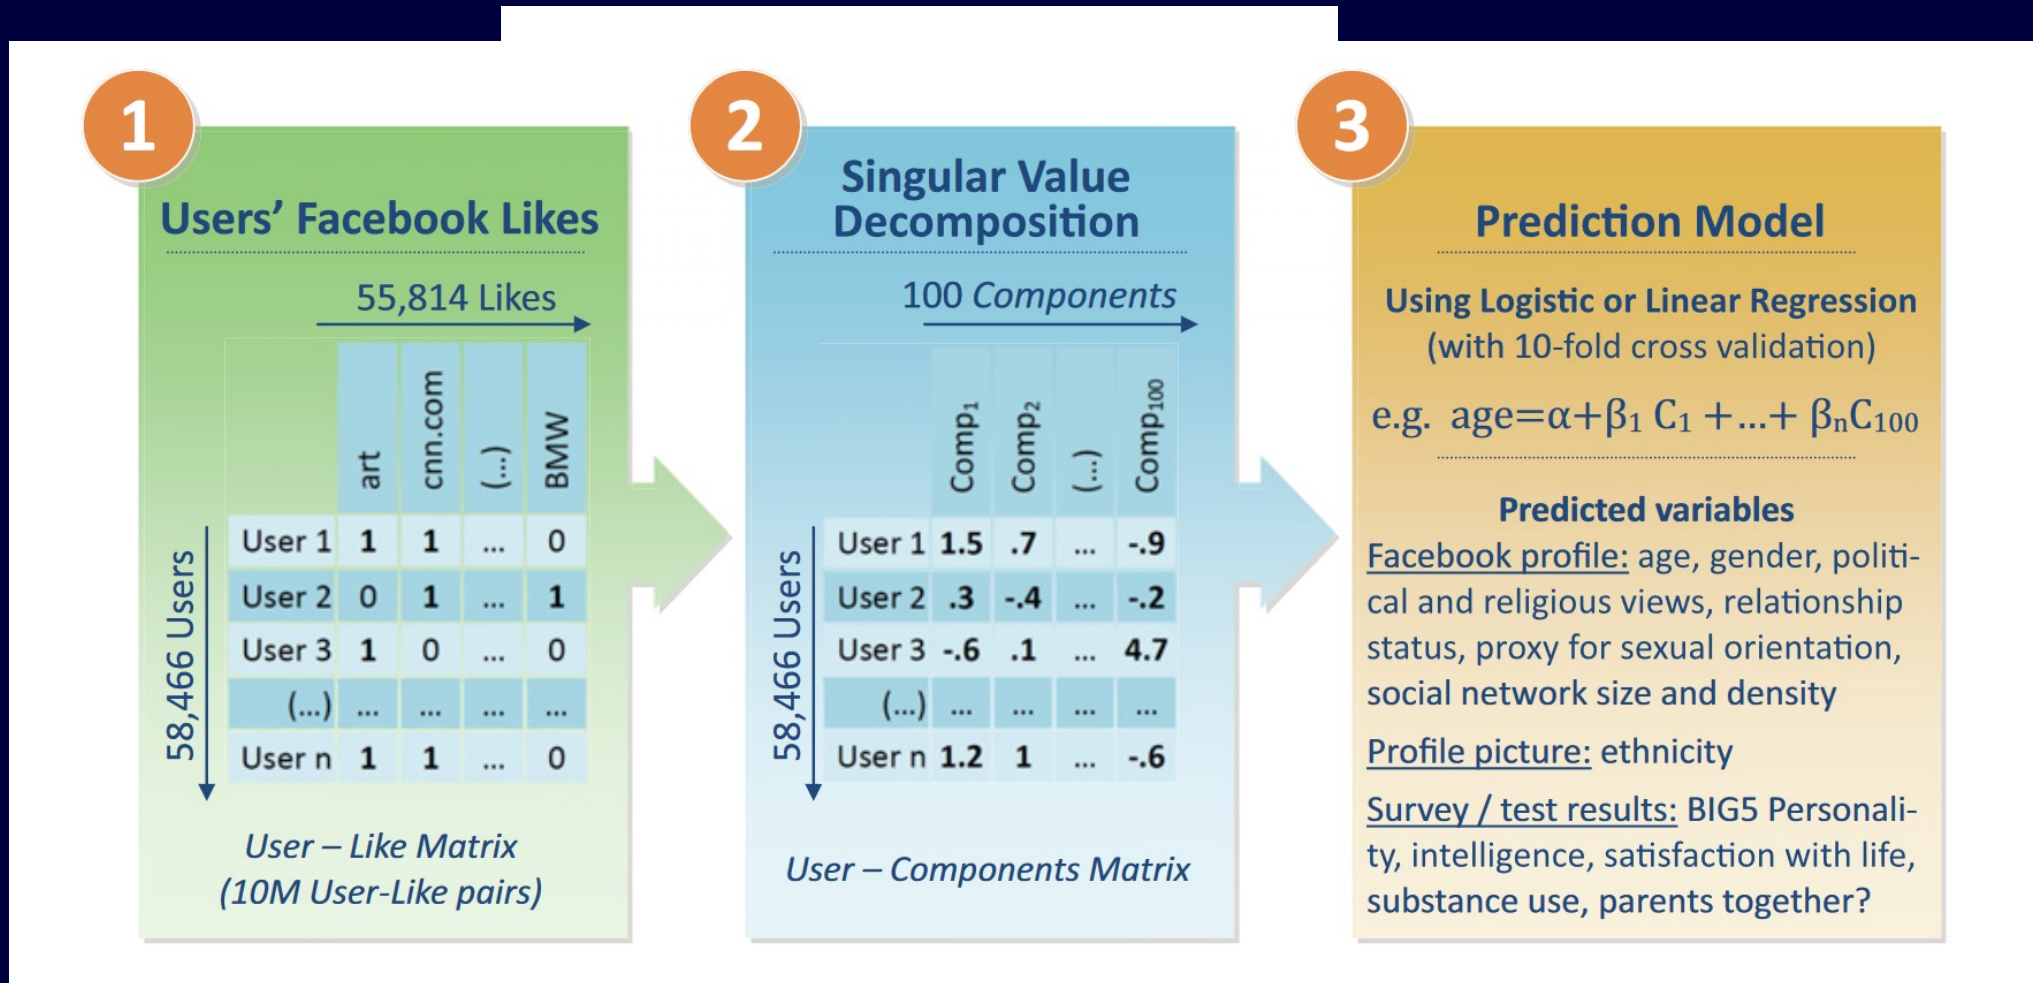 1
Users’ Facebook Likes
55,814 Likes
art cnn.com (...) BMW
58,466 Users
User 1 1 1 ... 0
User 2 0 1 ... 1
User 3 1 0 ... 0
(...) ... ... ... ...
User n 1 1 ... 0
User – Like Matrix
(10M User-Like pairs)
2
Singular Value
Decomposition
100 Components
Comp₁ Comp₂ (...) Comp₁₀₀
58,466 Users
User 1 1.5 .7 ... -.9
User 2 .3 -.4 ... -.2
User 3 -.6 .1 ... 4.7
(...) ... ... ... ...
User n 1.2 1 ... -.6
User – Components Matrix
3
Prediction Model
Using Logistic or Linear Regression
(with 10-fold cross validation)
e.g. age=α+β₁ C₁ +...+ βₙC₁₀₀
Predicted variables
Facebook profile: age, gender, politi-
cal and religious views, relationship
status, proxy for sexual orientation,
social network size and density
Profile picture: ethnicity
Survey / test results: BIG5 Personali-
ty, intelligence, satisfaction with life,
substance use, parents together?